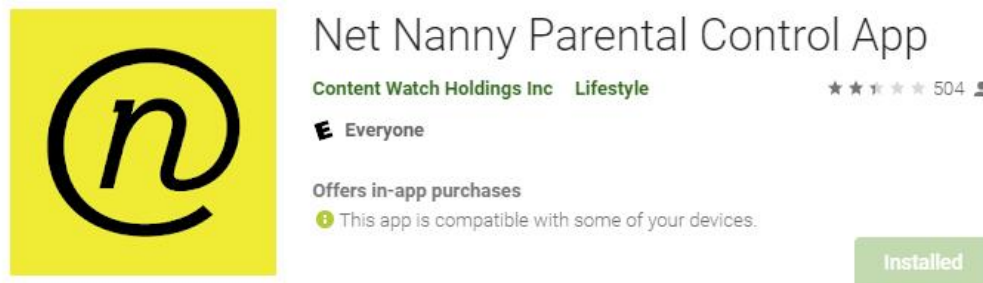 n
Net Nanny Parental Control App
Content Watch Holdings Inc Lifestyle 504
E Everyone
Offers in-app purchases
This app is compatible with some of your devices.
Installed